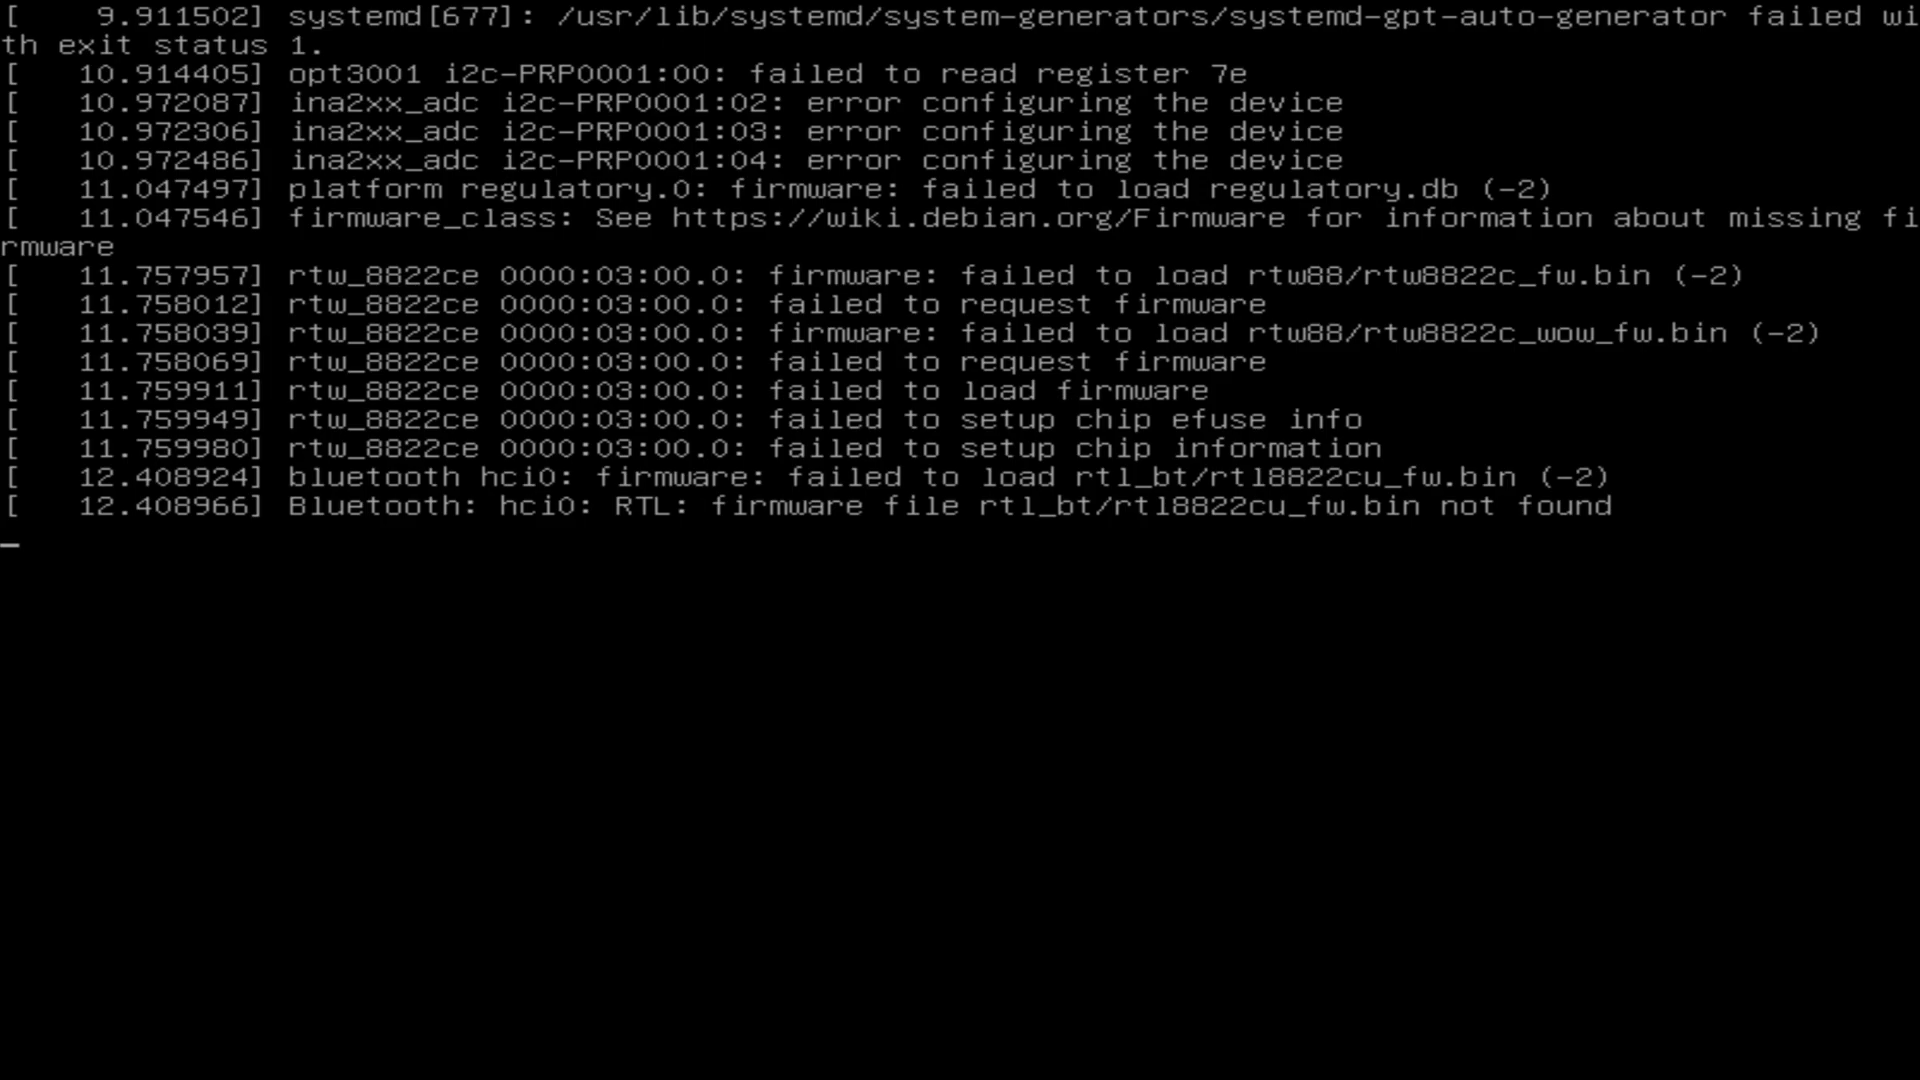 [    9.911502] systemd[677]: /usr/lib/systemd/system-generators/systemd-gpt-auto-generator failed wi
th exit status 1.
[   10.914405] opt3001 i2c-PRP0001:00: failed to read register 7e
[   10.972087] ina2xx_adc i2c-PRP0001:02: error configuring the device
[   10.972306] ina2xx_adc i2c-PRP0001:03: error configuring the device
[   10.972486] ina2xx_adc i2c-PRP0001:04: error configuring the device
[   11.047497] platform regulatory.0: firmware: failed to load regulatory.db (-2)
[   11.047546] firmware_class: See https://wiki.debian.org/Firmware for information about missing fi
rmware
[   11.757957] rtw_8822ce 0000:03:00.0: firmware: failed to load rtw88/rtw8822c_fw.bin (-2)
[   11.758012] rtw_8822ce 0000:03:00.0: failed to request firmware
[   11.758039] rtw_8822ce 0000:03:00.0: firmware: failed to load rtw88/rtw8822c_wow_fw.bin (-2)
[   11.758069] rtw_8822ce 0000:03:00.0: failed to request firmware
[   11.759911] rtw_8822ce 0000:03:00.0: failed to load firmware
[   11.759949] rtw_8822ce 0000:03:00.0: failed to setup chip efuse info
[   11.759980] rtw_8822ce 0000:03:00.0: failed to setup chip information
[   12.408924] bluetooth hci0: firmware: failed to load rtl_bt/rtl8822cu_fw.bin (-2)
[   12.408966] Bluetooth: hci0: RTL: firmware file rtl_bt/rtl8822cu_fw.bin not found